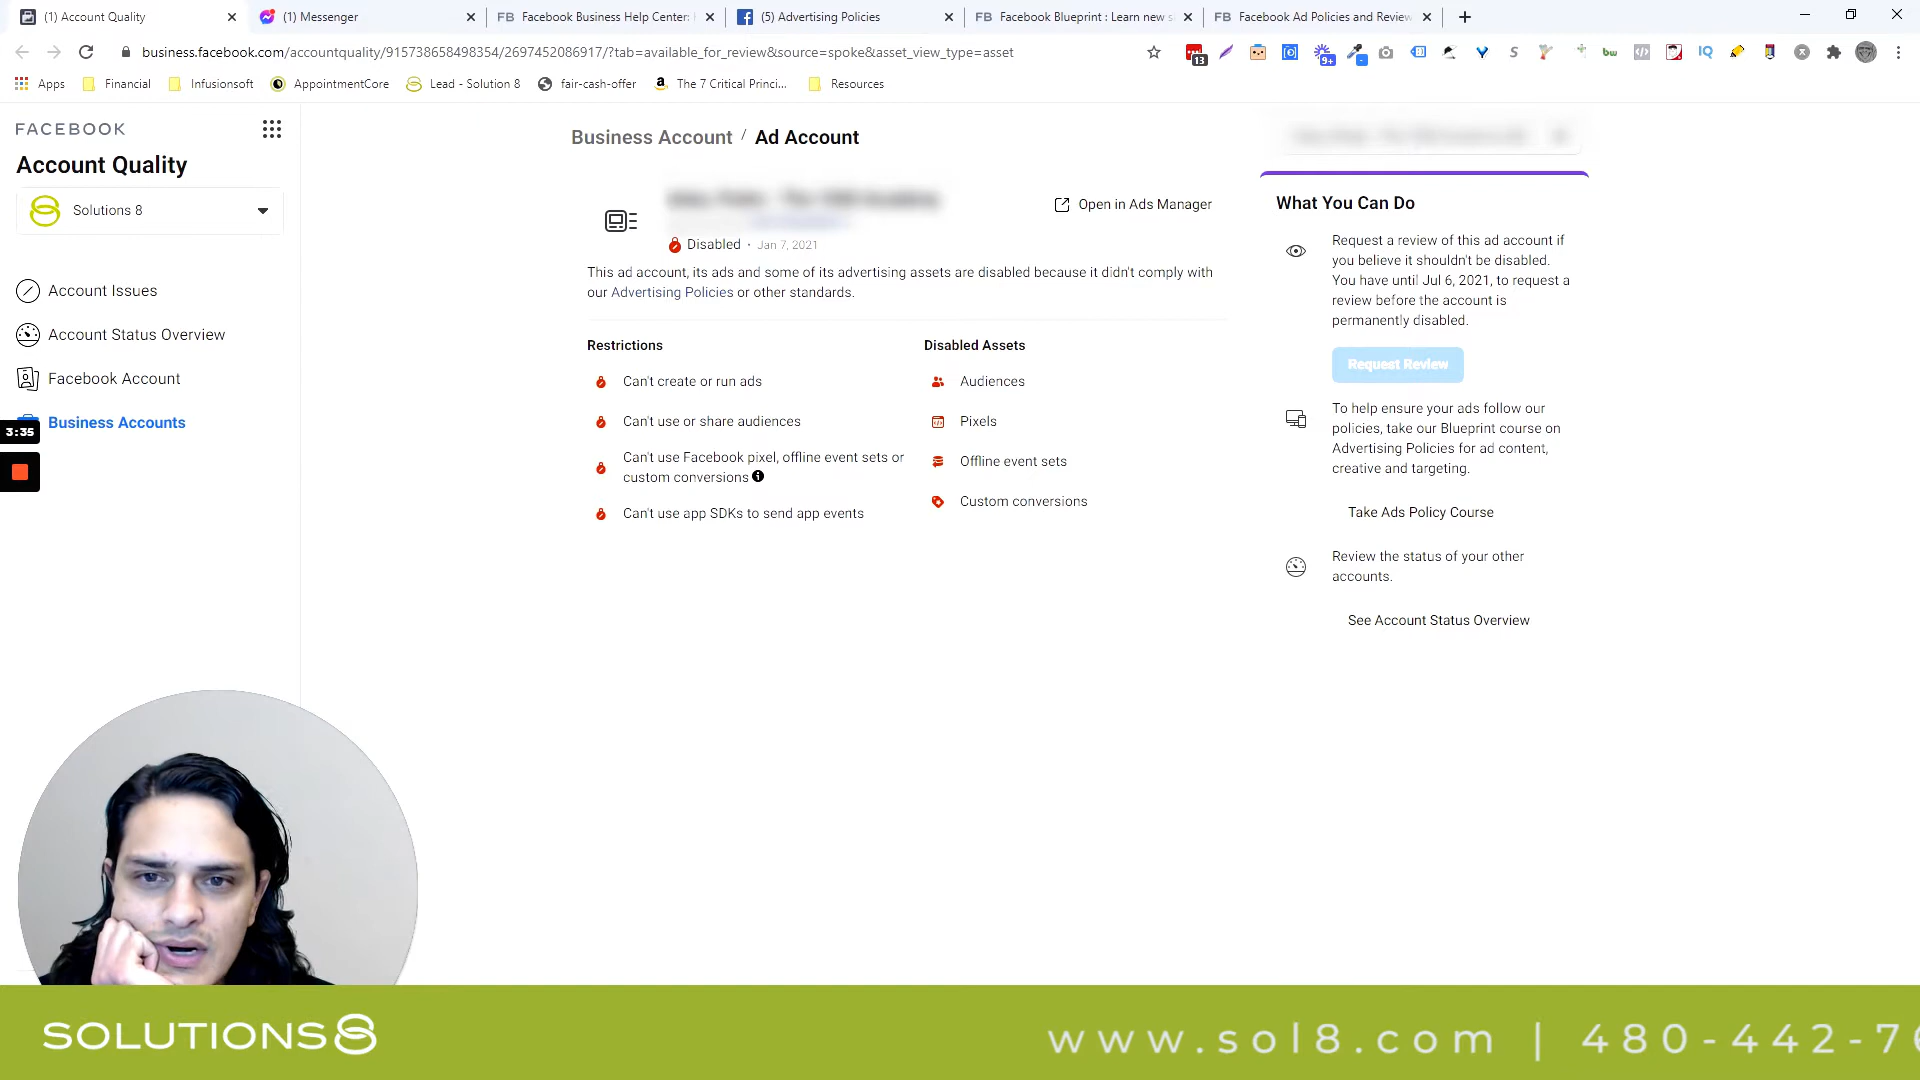 (1) Account Quality
(1) Messenger
FB Facebook Business Help Center:
(5) Advertising Policies
FB Facebook Blueprint : Learn new s
FB Facebook Ad Policies and Review
business.facebook.com/accountquality/915738658498354/2697452086917/?tab=available_for_review&source=spoke&asset_view_type=asset
13
9+
bw
IQ
Apps
Financial
Infusionsoft
AppointmentCore
Lead - Solution 8
fair-cash-offer
The 7 Critical Princi...
Resources
FACEBOOK
Account Quality
Solutions 8
Account Issues
Account Status Overview
Facebook Account
Business Accounts
3:35
Business Account / Ad Account
Open in Ads Manager
Disabled · Jan 7, 2021
This ad account, its ads and some of its advertising assets are disabled because it didn't comply with
our Advertising Policies or other standards.
Restrictions
Can't create or run ads
Can't use or share audiences
Can't use Facebook pixel, offline event sets or
custom conversions
Can't use app SDKs to send app events
Disabled Assets
Audiences
Pixels
Offline event sets
Custom conversions
What You Can Do
Request a review of this ad account if
you believe it shouldn't be disabled.
You have until Jul 6, 2021, to request a
review before the account is
permanently disabled.
Request Review
To help ensure your ads follow our
policies, take our Blueprint course on
Advertising Policies for ad content,
creative and targeting.
Take Ads Policy Course
Review the status of your other
accounts.
See Account Status Overview
SOLUTIONS 8
www.sol8.com | 480-442-76